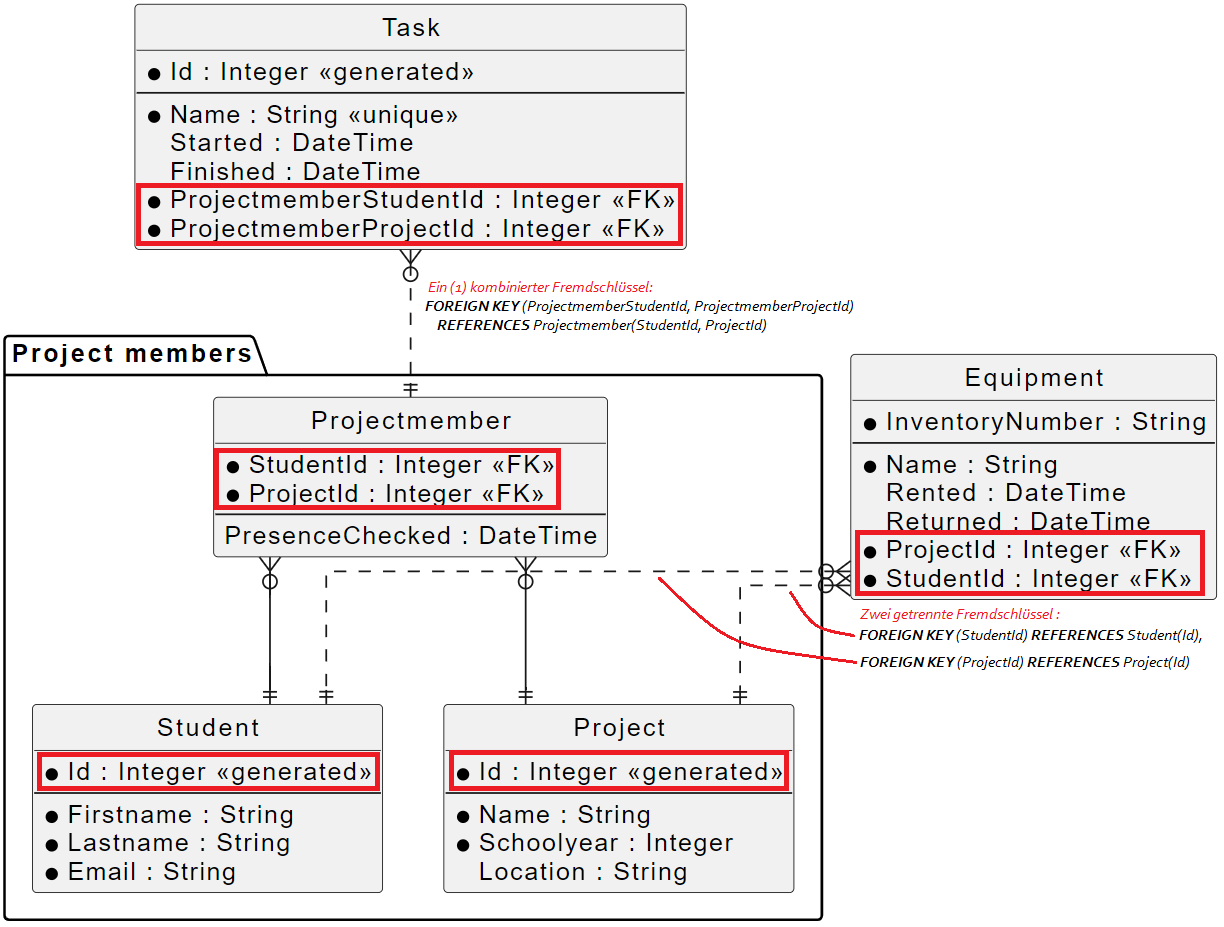 Task
● Id : Integer «generated»
● Name : String «unique»
Started : DateTime
Finished : DateTime
● ProjectmemberStudentId : Integer «FK»
● ProjectmemberProjectId : Integer «FK»
Ein (1) kombinierter Fremdschlüssel:
FOREIGN KEY (ProjectmemberStudentId, ProjectmemberProjectId)
REFERENCES Projectmember(StudentId, ProjectId)
Project members
Projectmember
● StudentId : Integer «FK»
● ProjectId : Integer «FK»
PresenceChecked : DateTime
Equipment
● InventoryNumber : String
● Name : String
Rented : DateTime
Returned : DateTime
● ProjectId : Integer «FK»
● StudentId : Integer «FK»
Zwei getrennte Fremdschlüssel :
FOREIGN KEY (StudentId) REFERENCES Student(Id),
FOREIGN KEY (ProjectId) REFERENCES Project(Id)
Student
● Id : Integer «generated»
● Firstname : String
● Lastname : String
● Email : String
Project
● Id : Integer «generated»
● Name : String
● Schoolyear : Integer
Location : String